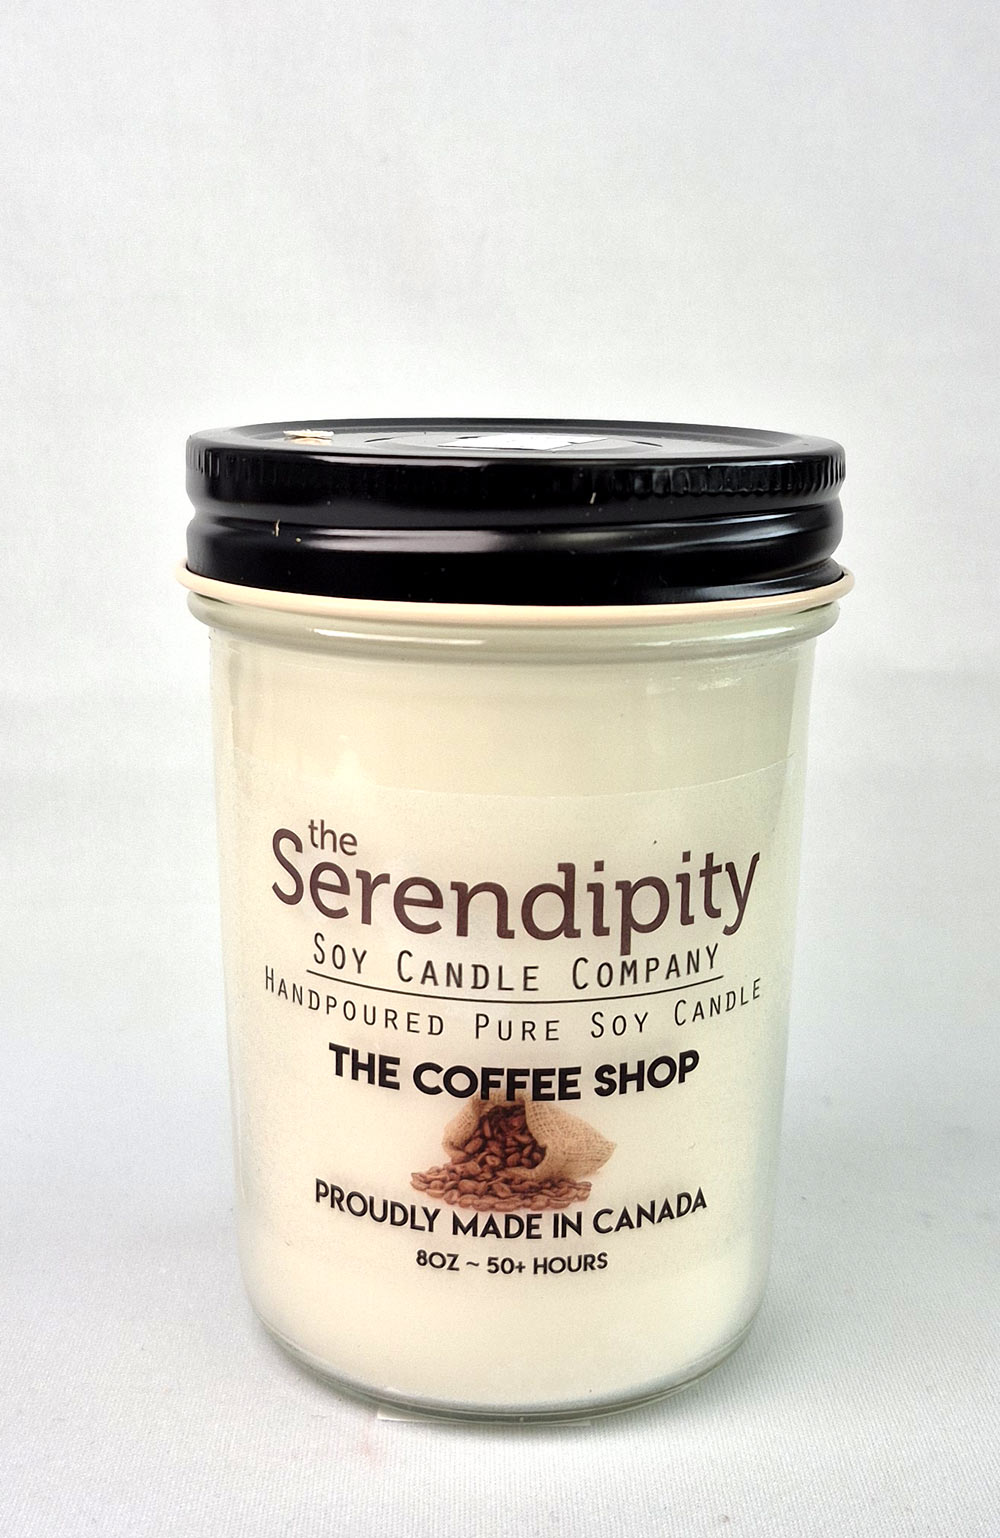 the
Serendipity
SOY CANDLE COMPANY
HANDPOURED PURE SOY CANDLE
THE COFFEE SHOP
PROUDLY MADE IN CANADA
8OZ ~ 50+ HOURS